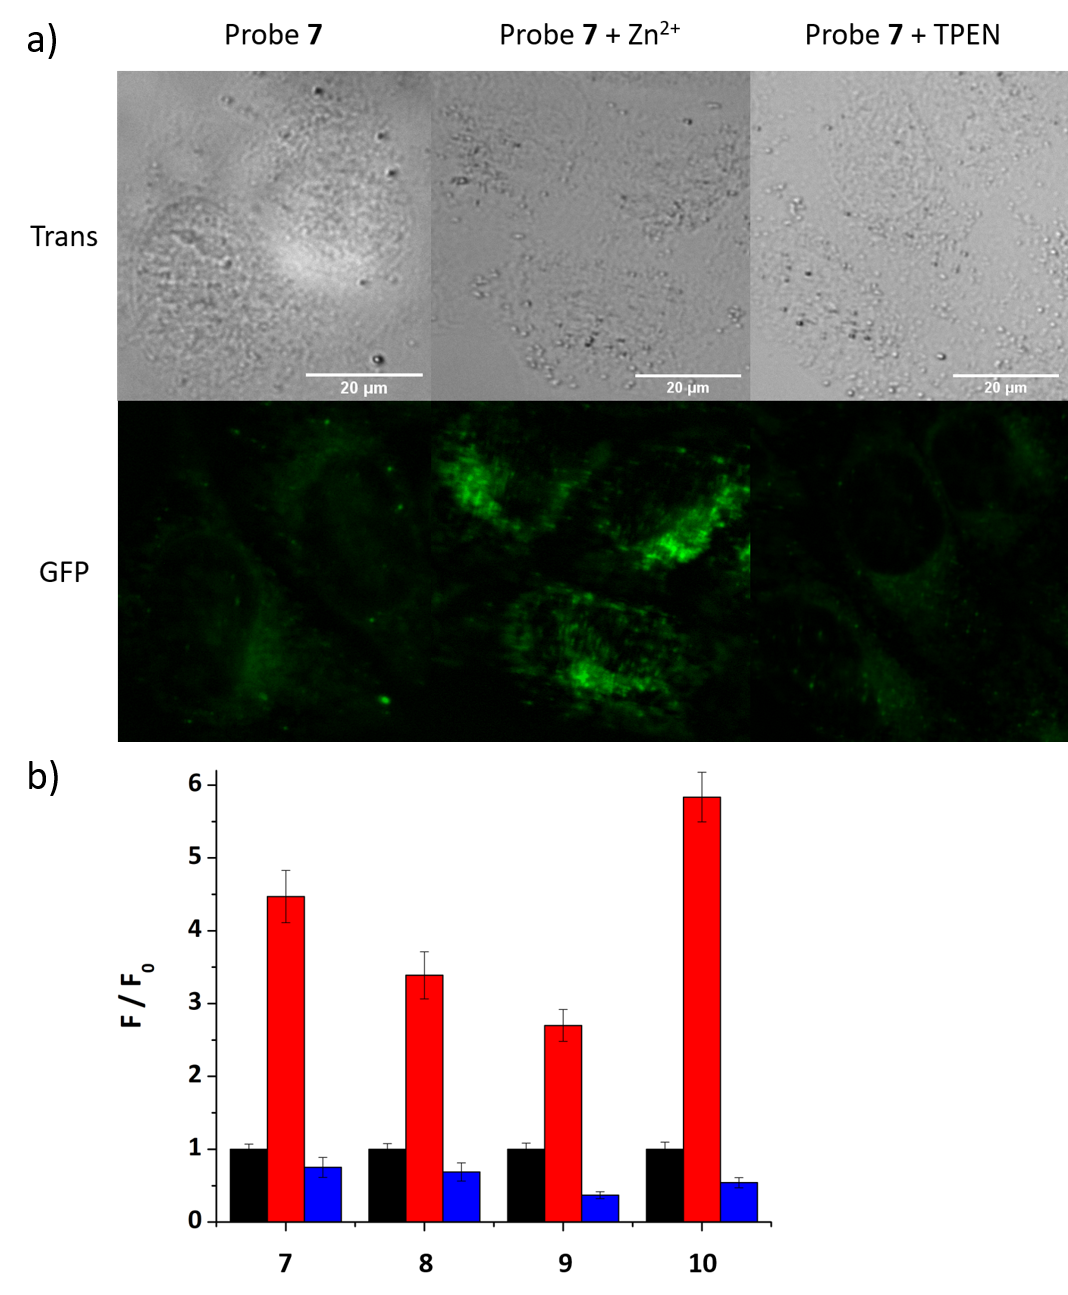 a)
Probe 7
Probe 7 + Zn²⁺
Probe 7 + TPEN
Trans
20 µm
20 µm
20 µm
GFP
b)
6
5
4
3
2
1
0
F / F₀
7
8
9
10